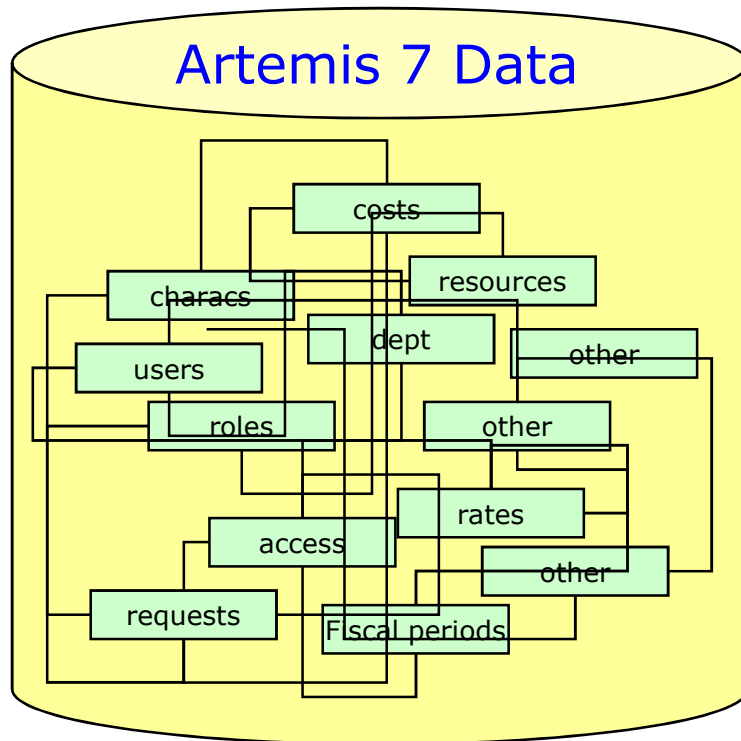 Artemis 7 Data
costs
resources
characs
dept
other
users
roles
other
rates
access
other
requests
Fiscal periods